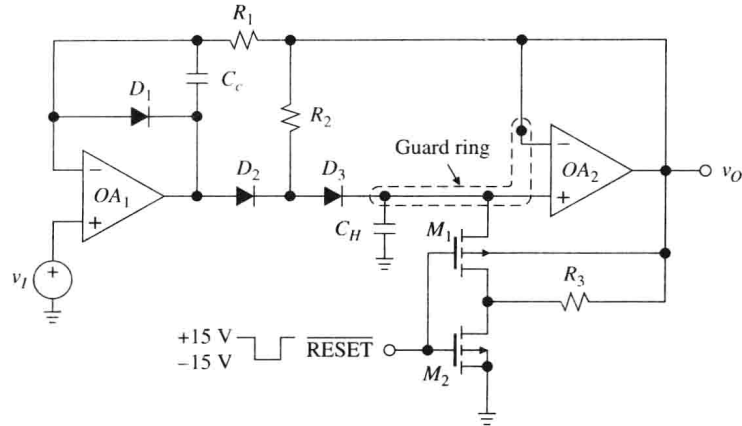 R1
Cc
D1
R2
Guard ring
−
OA2
+
vO
−
OA1
+
D2
D3
CH
M1
R3
vI
+
−
+15 V
−15 V
RESET
M2